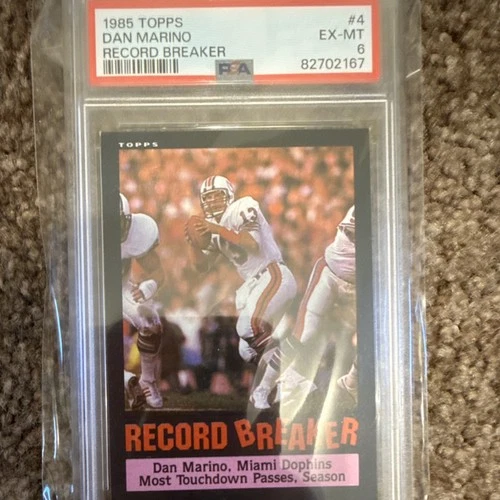 1985 TOPPS #4
DAN MARINO EX-MT
RECORD BREAKER 6
PSA 82702167
TOPPS
13
RECORD BREAKER
Dan Marino, Miami Dophins
Most Touchdown Passes, Season